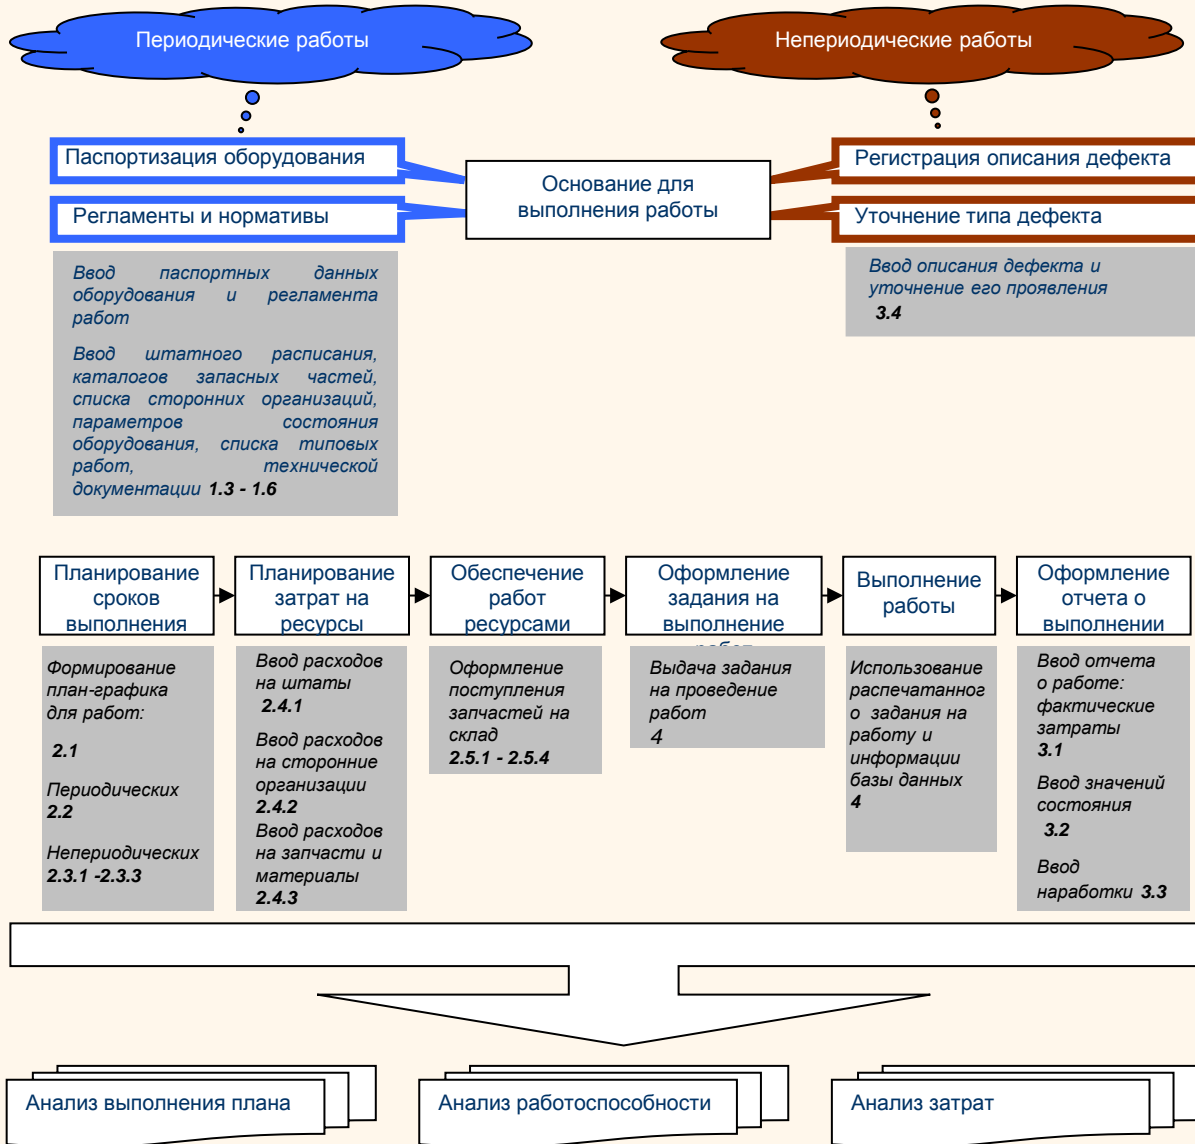 Периодические работы
Непериодические работы
Паспортизация оборудования
Регламенты и нормативы
Основание для
выполнения работы
Регистрация описания дефекта
Уточнение типа дефекта
Ввод паспортных данных
оборудования и регламента
работ
Ввод штатного расписания,
каталогов запасных частей,
списка сторонних организаций,
параметров состояния
оборудования, списка типовых
работ, технической
документации 1.3 - 1.6
Ввод описания дефекта и
уточнение его проявления
3.4
Планирование
сроков
выполнения
Планирование
затрат на
ресурсы
Обеспечение
работ
ресурсами
Оформление
задания на
выполнение
Выполнение
работы
Оформление
отчета о
выполнении
Формирование
план-графика
для работ:
2.1
Периодических
2.2
Непериодических
2.3.1 -2.3.3
Ввод расходов
на штаты
2.4.1
Ввод расходов
на сторонние
организации
2.4.2
Ввод расходов
на запчасти и
материалы
2.4.3
Оформление
поступления
запчастей на
склад
2.5.1 - 2.5.4
Выдача задания
на проведение
работ
4
Использование
распечатанног
о задания на
работу и
информации
базы данных
4
Ввод отчета
о работе:
фактические
затраты
3.1
Ввод значений
состояния
3.2
Ввод
наработки 3.3
Анализ выполнения плана
Анализ работоспособности
Анализ затрат